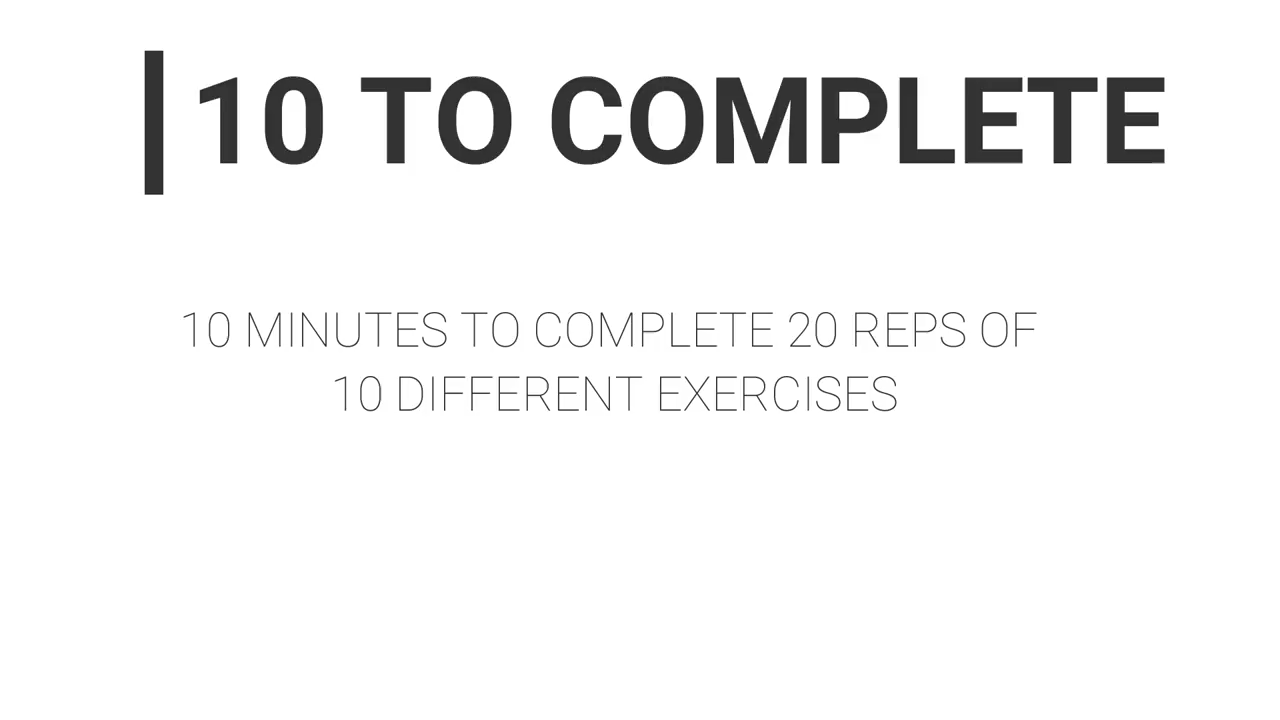 10 TO COMPLETE
10 MINUTES TO COMPLETE 20 REPS OF
10 DIFFERENT EXERCISES